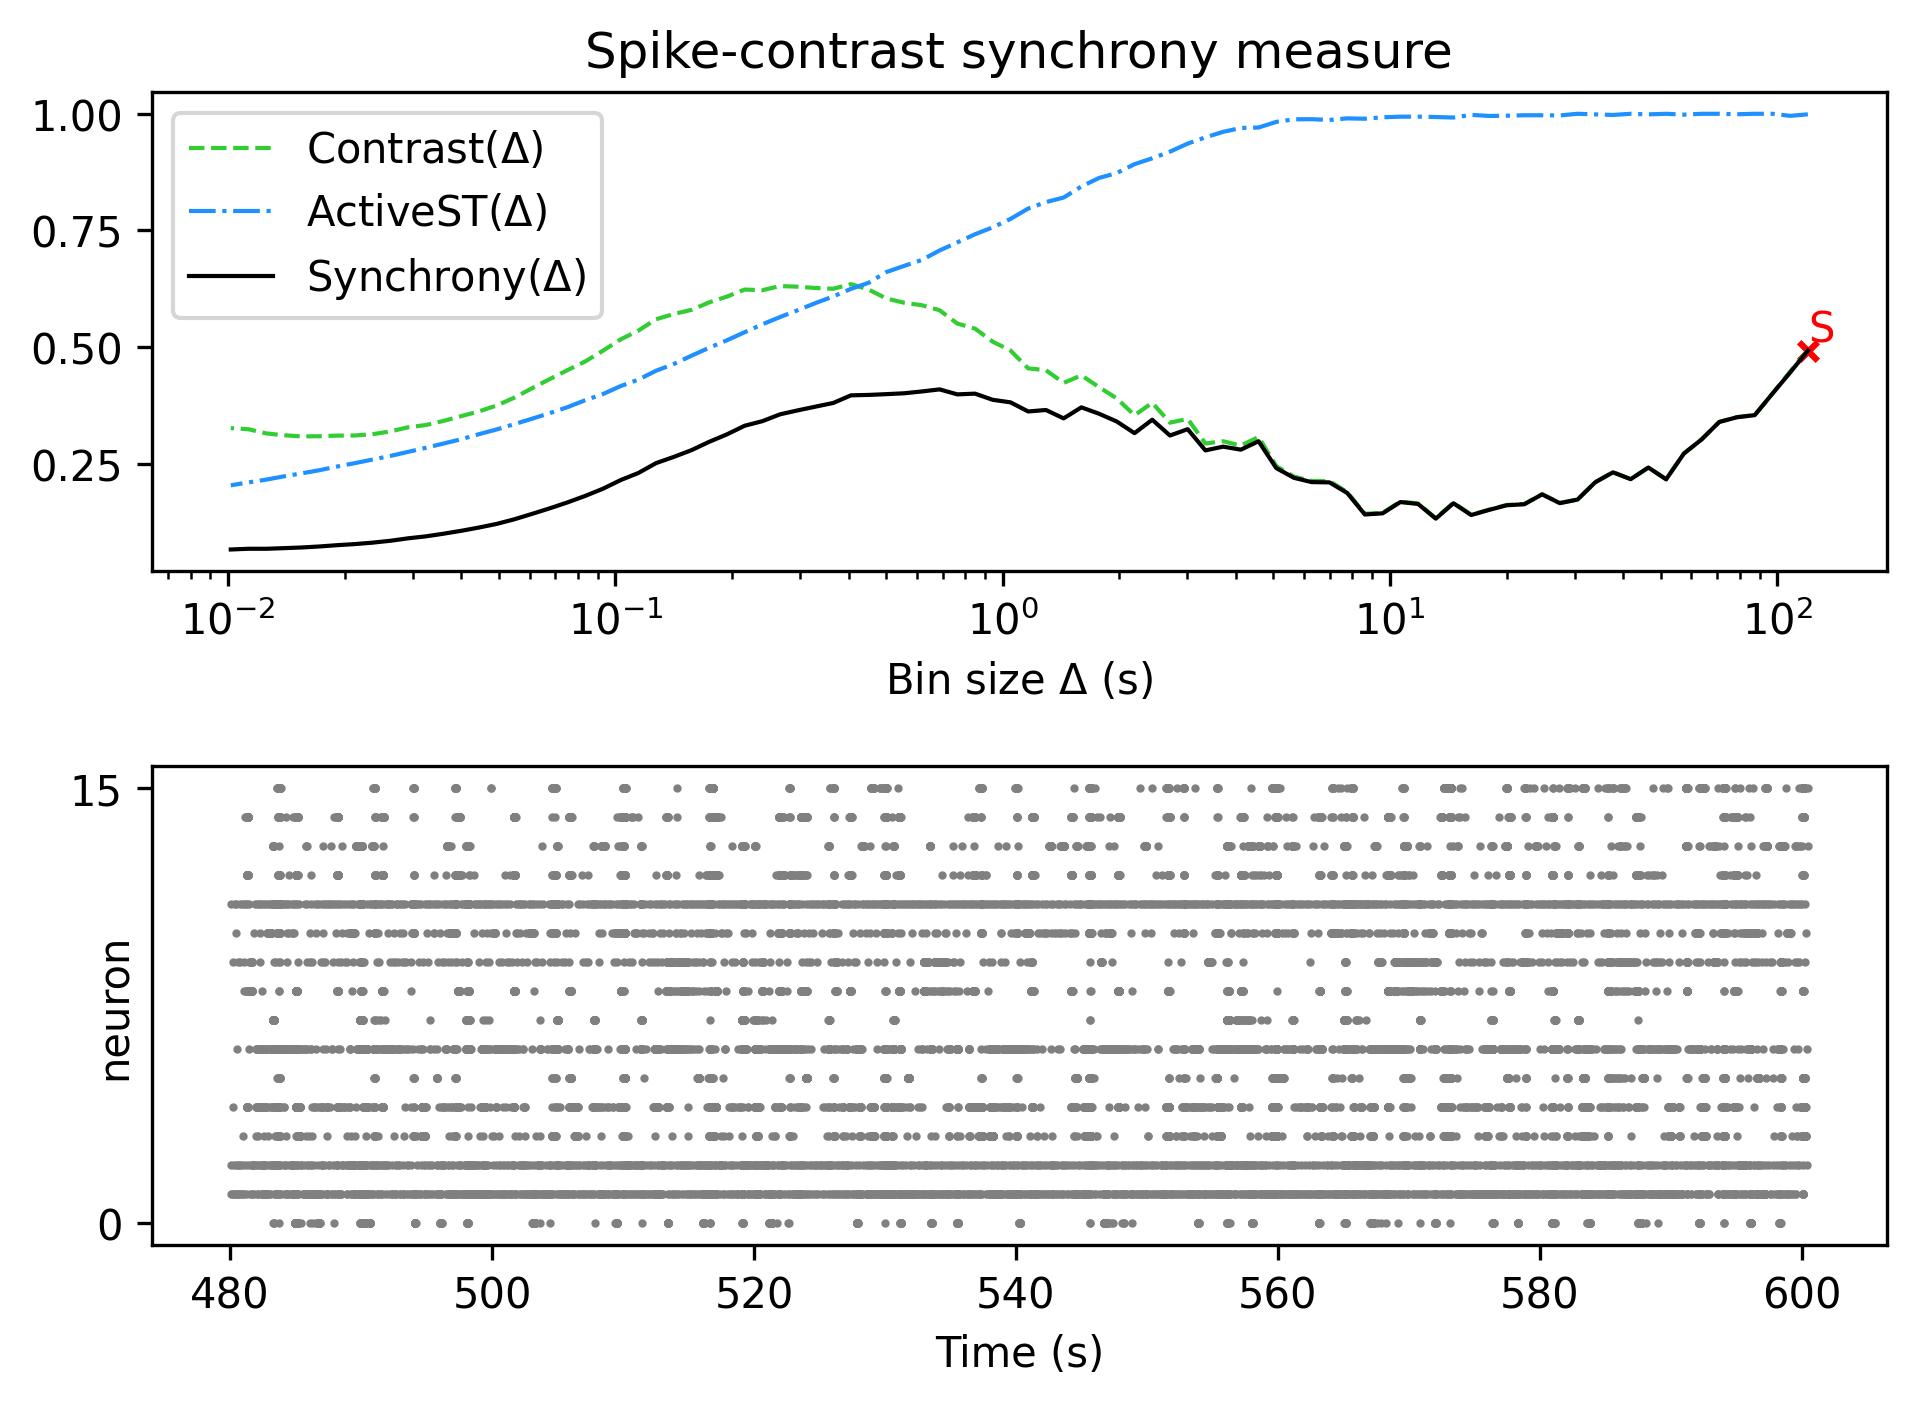 Spike-contrast synchrony measure
1.00
0.75
0.50
0.25
Contrast(Δ)
ActiveST(Δ)
Synchrony(Δ)
S
10⁻² 10⁻¹ 10⁰ 10¹ 10²
Bin size Δ (s)
15
0
neuron
480 500 520 540 560 580 600
Time (s)